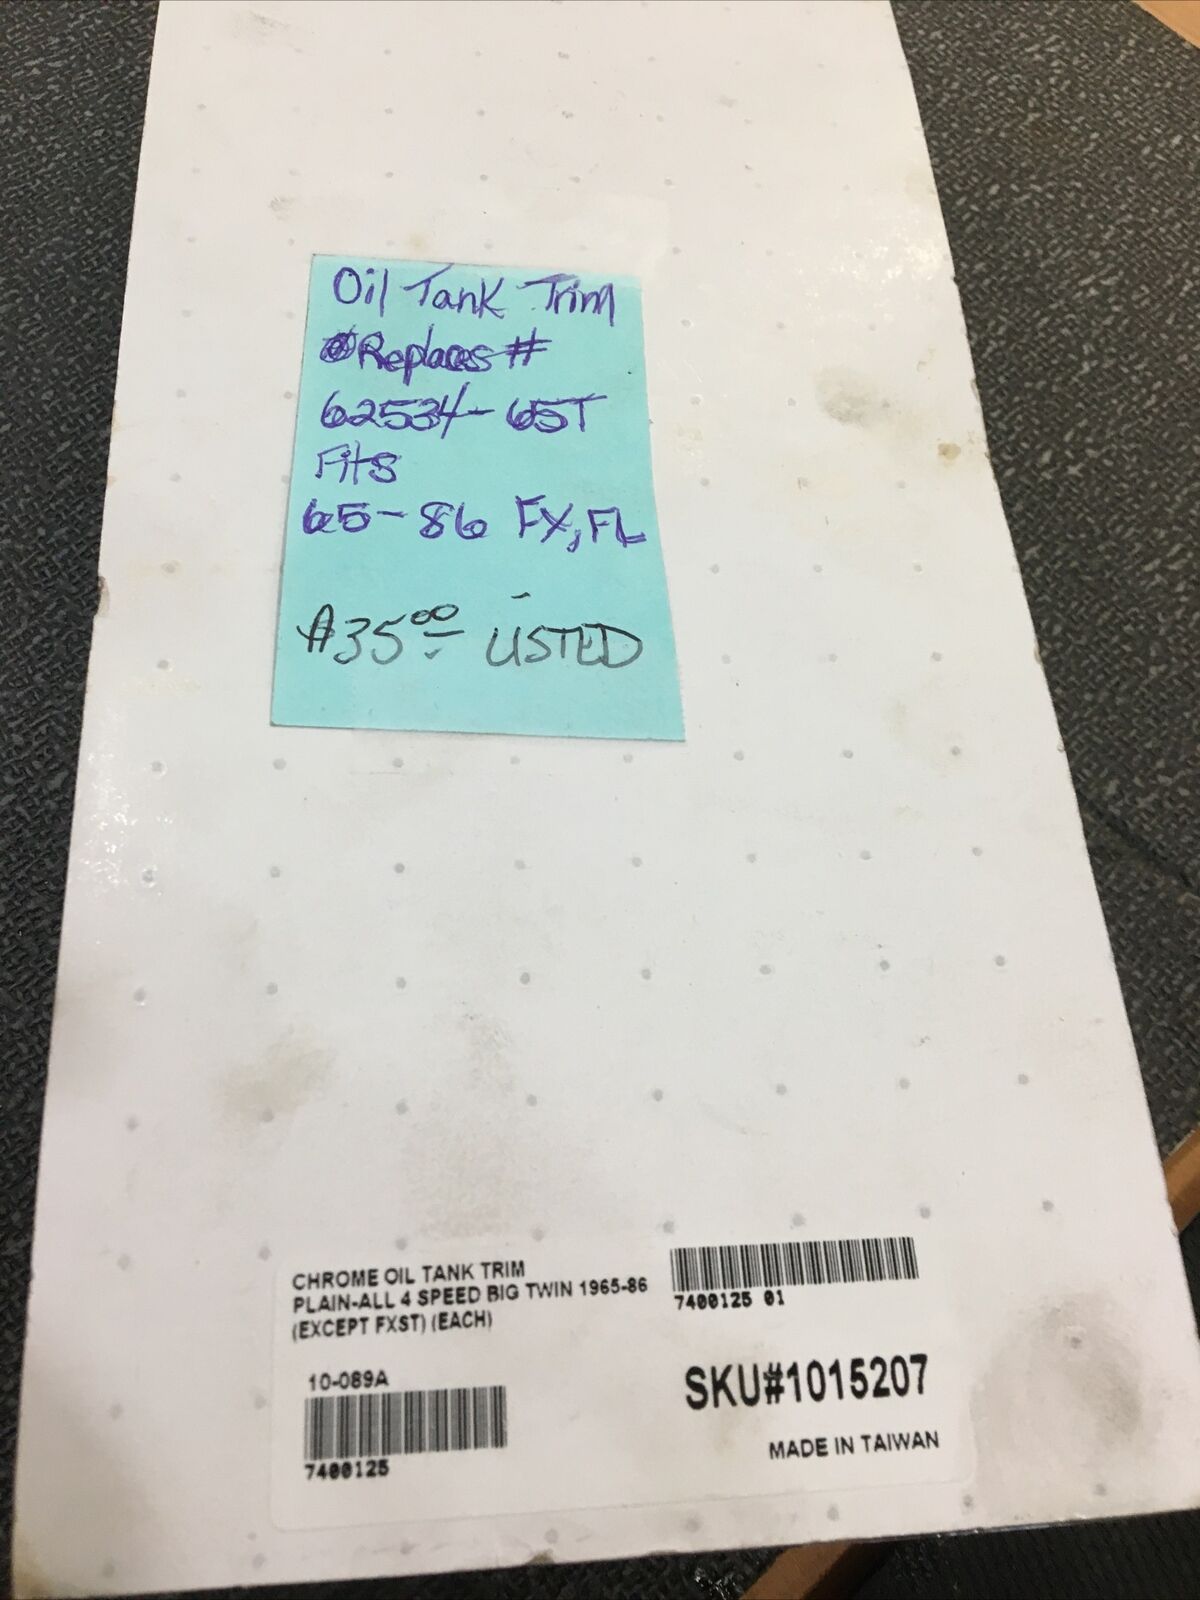 Oil Tank Trim
Replaces #
62534-65T
Fits
65-86 FX, FL
$35.00 LISTED
CHROME OIL TANK TRIM
PLAIN-ALL 4 SPEED BIG TWIN 1965-86
(EXCEPT FXST) (EACH)
7400125 01
10-089A
7400125
SKU#1015207
MADE IN TAIWAN